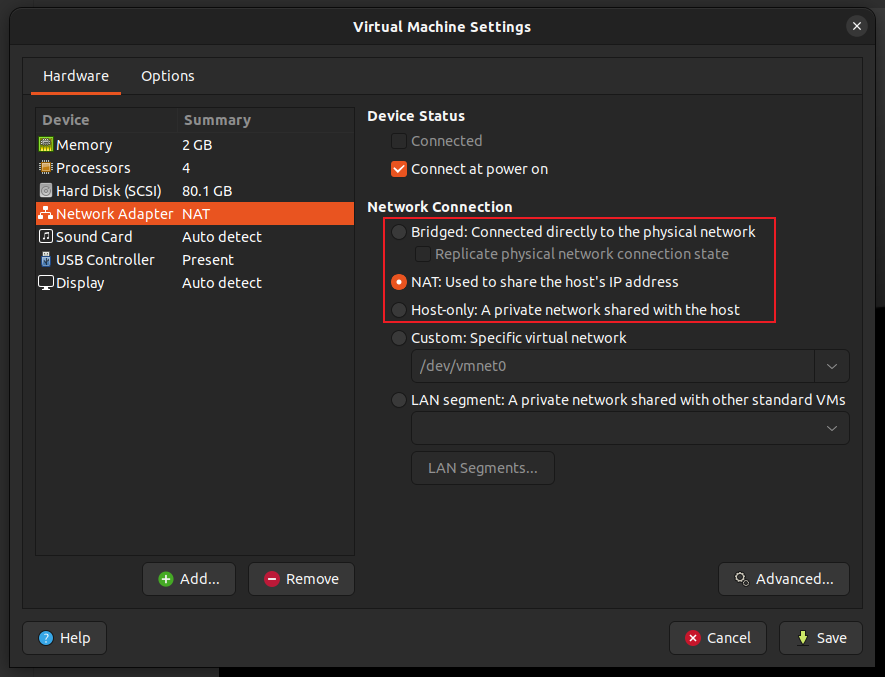 Virtual Machine Settings
Hardware Options
Device Summary
Memory 2 GB
Processors 4
Hard Disk (SCSI) 80.1 GB
Network Adapter NAT
Sound Card Auto detect
USB Controller Present
Display Auto detect
Device Status
Connected
Connect at power on
Network Connection
Bridged: Connected directly to the physical network
Replicate physical network connection state
NAT: Used to share the host's IP address
Host-only: A private network shared with the host
Custom: Specific virtual network
/dev/vmnet0
LAN segment: A private network shared with other standard VMs
LAN Segments...
Add... Remove Advanced...
Help Cancel Save